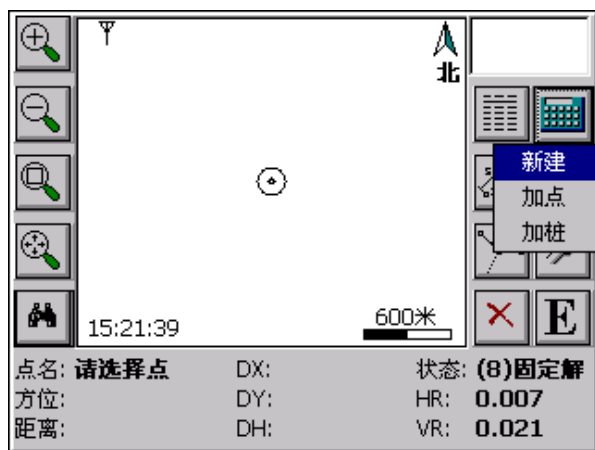 北
新建
加点
加桩
15:21:39
600米
E
点名: 请选择点 DX: 状态: (8)固定解
方位: DY: HR: 0.007
距离: DH: VR: 0.021